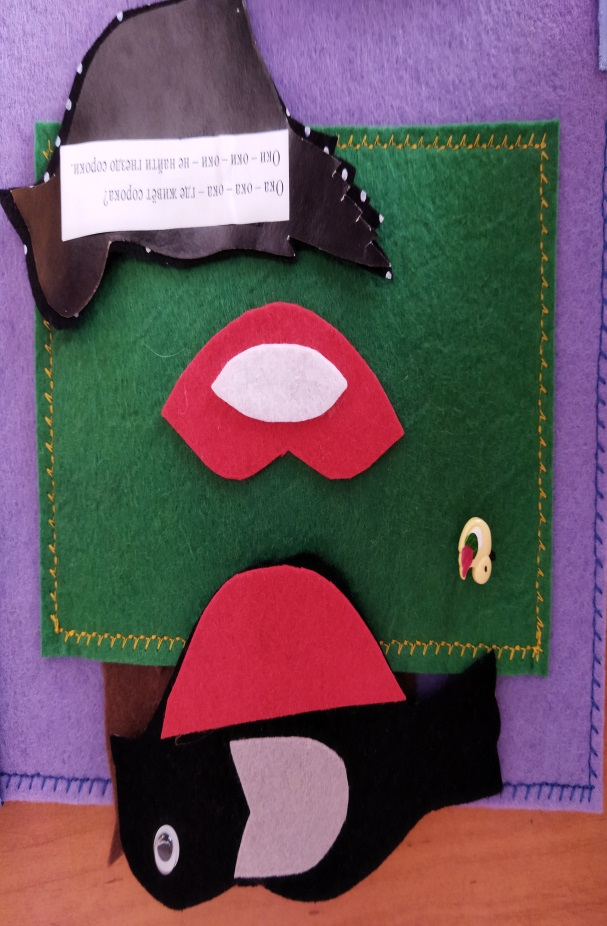 Ока – ока – ока – где живёт сорока?
Оки – оки – оки – не найти гнездо сороки.